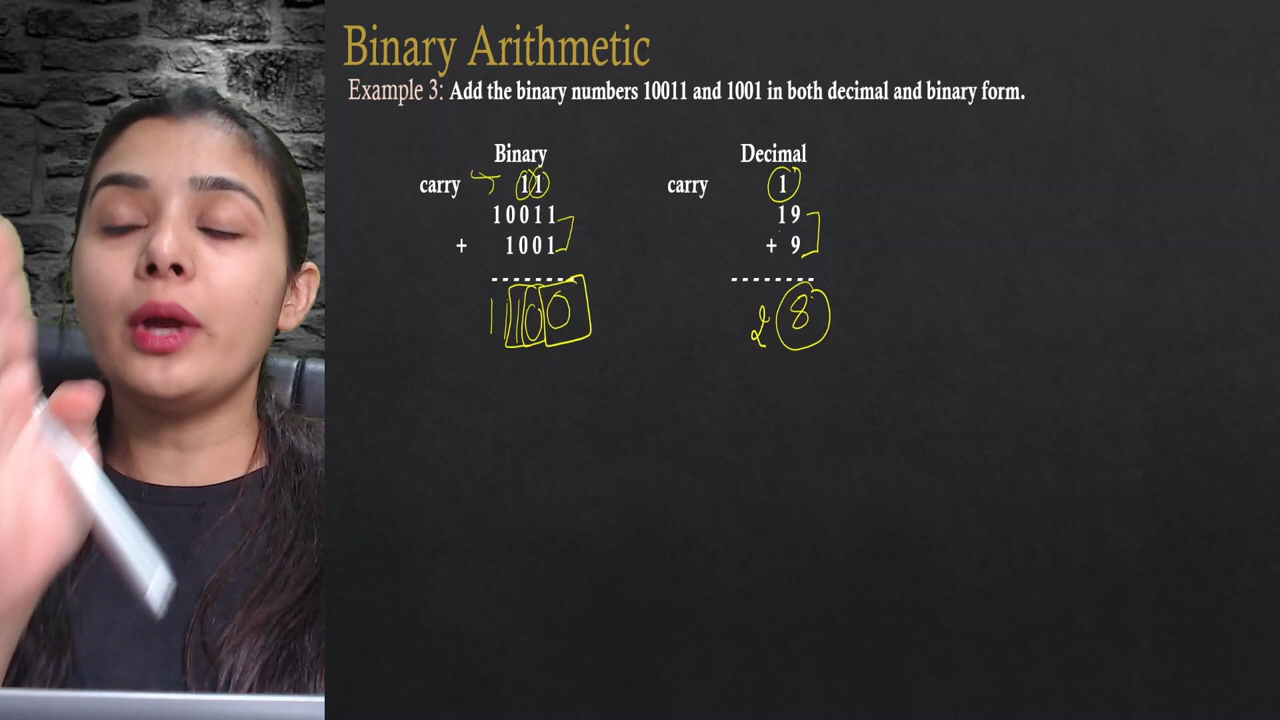 Binary Arithmetic
Example 3: Add the binary numbers 10011 and 1001 in both decimal and binary form.
Binary
carry 11
10011
+ 1001
--------
11100
Decimal
carry 1
19
+ 9
--------
28